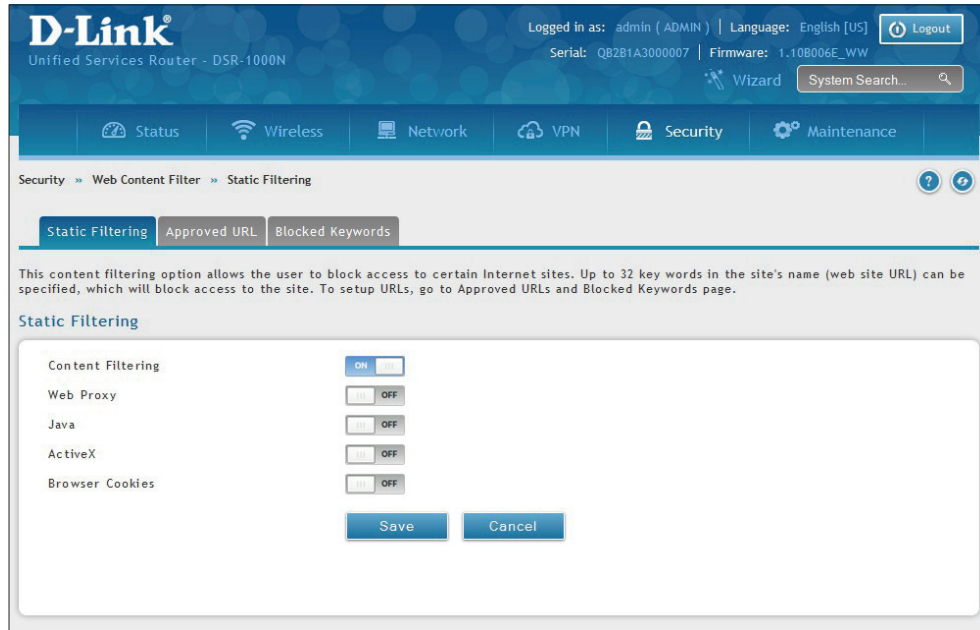 D-Link®
Unified Services Router - DSR-1000N
Logged in as: admin ( ADMIN ) | Language: English [US]
Logout
Serial: QB2B1A3000007 | Firmware: 1.10B006E_WW
Wizard
System Search...
Status
Wireless
Network
VPN
Security
Maintenance
Security » Web Content Filter » Static Filtering
?
Static Filtering
Approved URL
Blocked Keywords
This content filtering option allows the user to block access to certain Internet sites. Up to 32 key words in the site's name (web site URL) can be
specified, which will block access to the site. To setup URLs, go to Approved URLs and Blocked Keywords page.
Static Filtering
Content Filtering ON
Web Proxy OFF
Java OFF
ActiveX OFF
Browser Cookies OFF
Save
Cancel